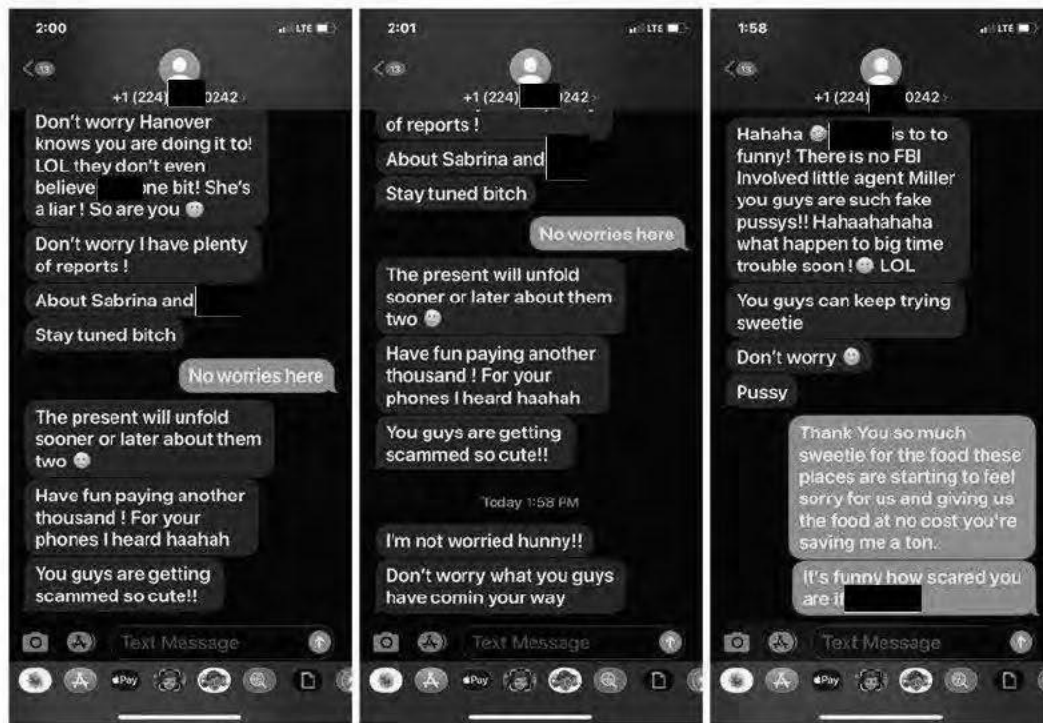 2:00
LTE
13
+1 (224) 0242 >
Don't worry Hanover
knows you are doing it to!
LOL they don't even
believe ne bit! She's
a liar ! So are you
Don't worry I have plenty
of reports !
About Sabrina and
Stay tuned bitch
No worries here
The present will unfold
sooner or later about them
two
Have fun paying another
thousand ! For your
phones I heard haahah
You guys are getting
scammed so cute!!
Text Message
Pay
2:01
LTE
13
+1 (224) 0242 >
of reports !
About Sabrina and
Stay tuned bitch
No worries here
The present will unfold
sooner or later about them
two
Have fun paying another
thousand ! For your
phones I heard haahah
You guys are getting
scammed so cute!!
Today 1:58 PM
I'm not worried hunny!!
Don't worry what you guys
have comin your way
Text Message
Pay
1:58
LTE
13
+1 (224) 0242 >
Hahaha is to to
funny! There is no FBI
Involved little agent Miller
you guys are such fake
pussys!! Hahaahahaha
what happen to big time
trouble soon ! LOL
You guys can keep trying
sweetie
Don't worry
Pussy
Thank You so much
sweetie for the food these
places are starting to feel
sorry for us and giving us
the food at no cost you're
saving me a ton.
It's funny how scared you
are if
Text Message
Pay